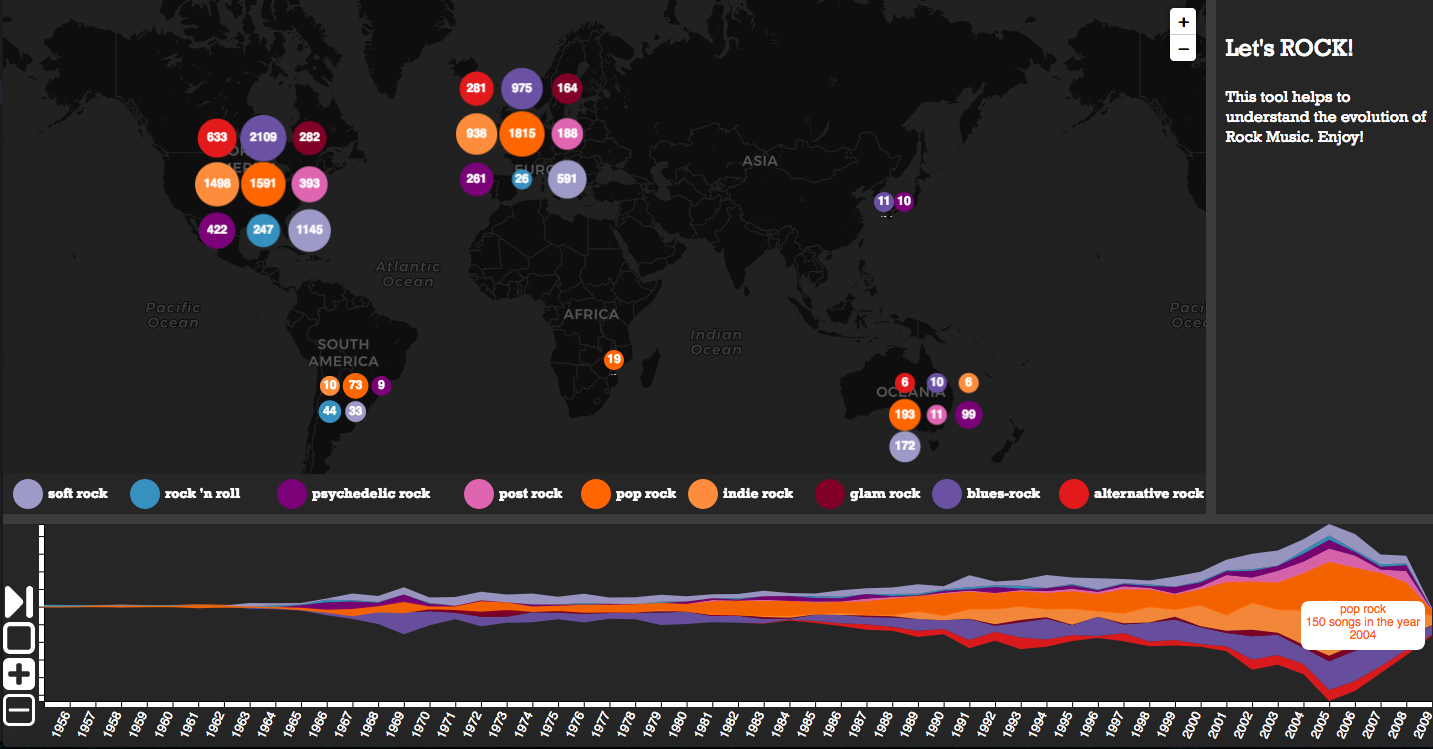 +
−
Let's ROCK!
This tool helps to
understand the evolution of
Rock Music. Enjoy!
281 975 164
938 1815 188
EUROPE
261 26 591
633 2109 282
1498 1591 393
422 247 1145
ASIA
11 10
Atlantic
Ocean
Pacific
Ocean
AFRICA
Indian
Ocean
SOUTH
AMERICA
19
10 73 9
44 33
6 10 6
OCEANIA
193 11 99
172
soft rock rock 'n roll psychedelic rock post rock pop rock indie rock glam rock blues-rock alternative rock
pop rock
150 songs in the year
2004
1956 1957 1958 1959 1960 1961 1962 1963 1964 1965 1966 1967 1968 1969 1970 1971 1972 1973 1974 1975 1976 1977 1978 1979 1980 1981 1982 1983 1984 1985 1986 1987 1988 1989 1990 1991 1992 1993 1994 1995 1996 1997 1998 1999 2000 2001 2002 2003 2004 2005 2006 2007 2008 2009